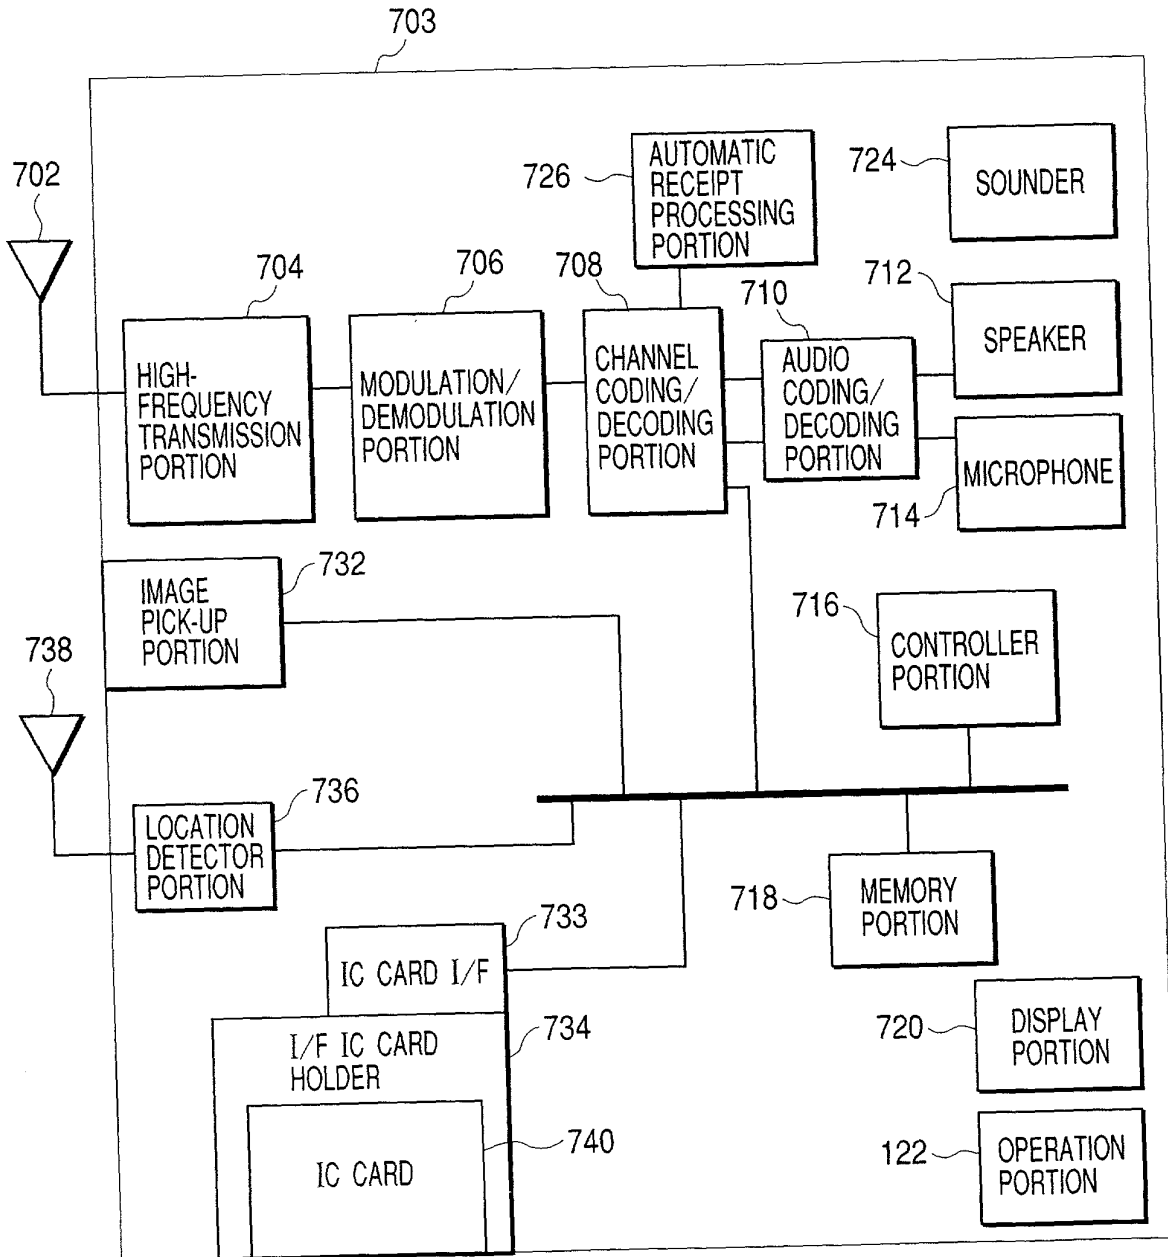 703
702
726
AUTOMATIC
RECEIPT
PROCESSING
PORTION
724
SOUNDER
704
706
708
710
712
HIGH-
FREQUENCY
TRANSMISSION
PORTION
MODULATION/
DEMODULATION
PORTION
CHANNEL
CODING/
DECODING
PORTION
AUDIO
CODING/
DECODING
PORTION
SPEAKER
MICROPHONE
714
732
IMAGE
PICK-UP
PORTION
716
CONTROLLER
PORTION
738
736
LOCATION
DETECTOR
PORTION
718
MEMORY
PORTION
733
IC CARD I/F
734
I/F IC CARD
HOLDER
720
DISPLAY
PORTION
740
IC CARD
122
OPERATION
PORTION